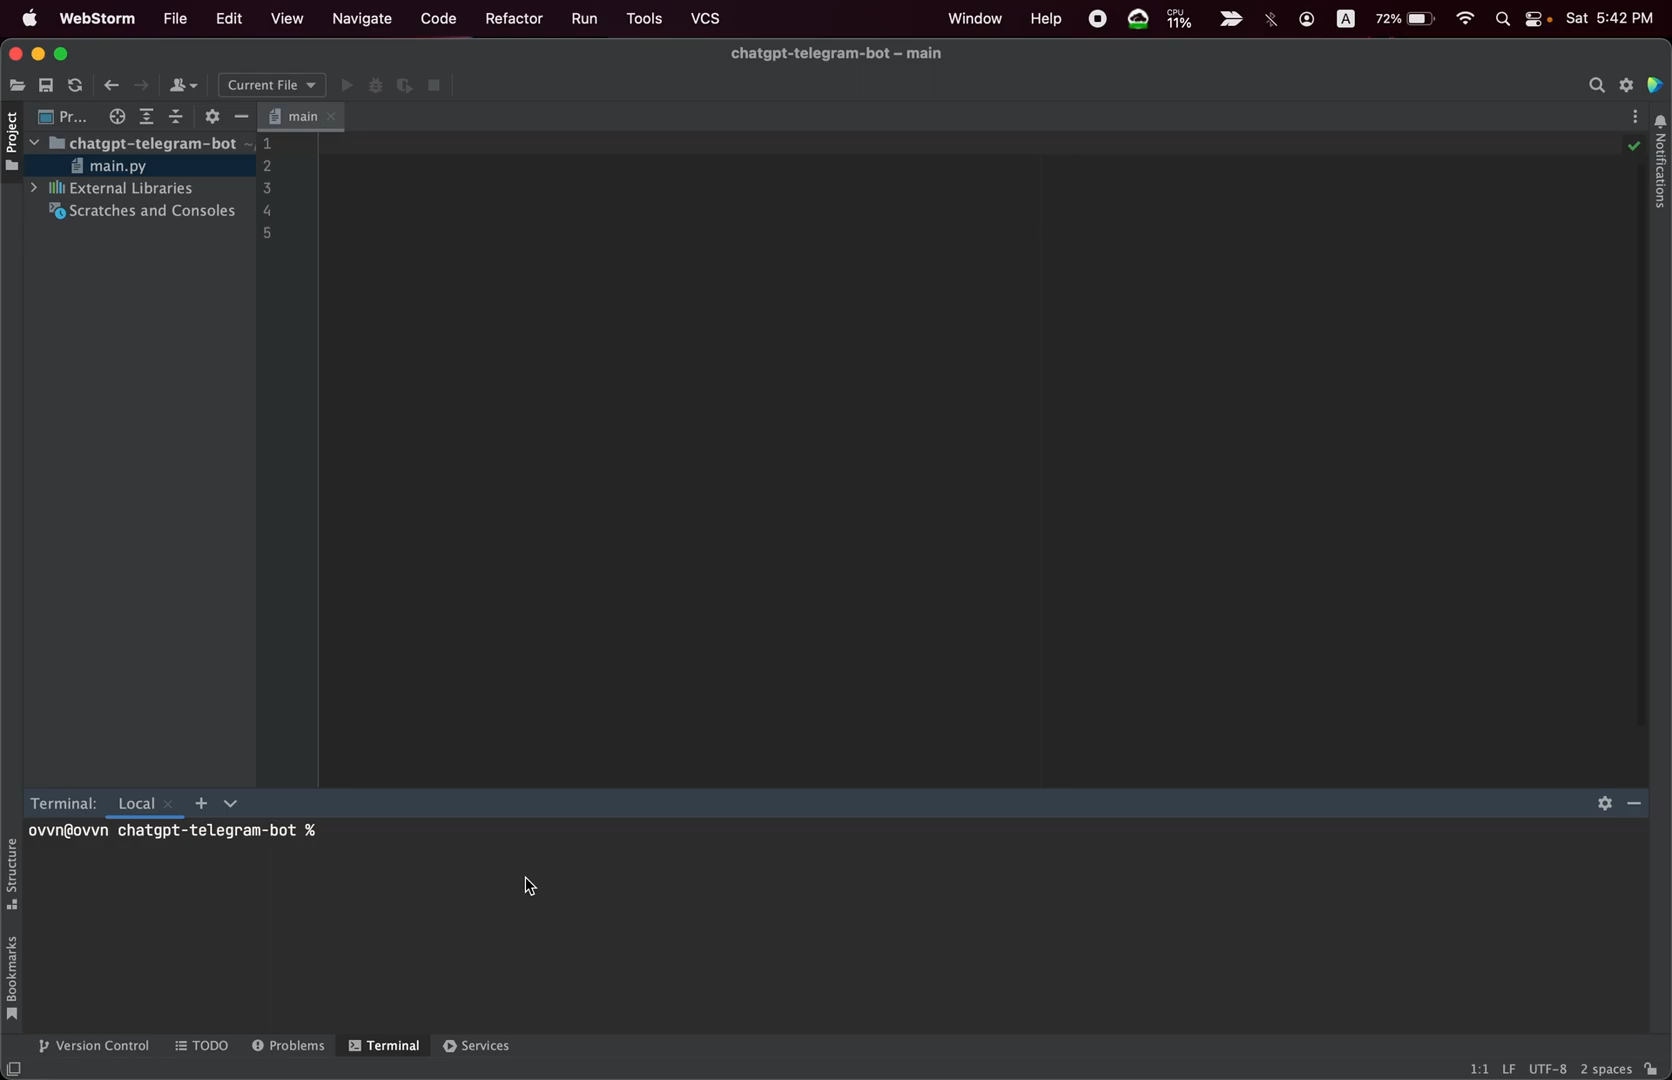 WebStorm File Edit View Navigate Code Refactor Run Tools VCS Window Help CPU 11% A 72% Sat 5:42 PM
chatgpt-telegram-bot – main
Current File
Project
Pr...
main
chatgpt-telegram-bot ~/
main.py
External Libraries
Scratches and Consoles
1
2
3
4
5
Notifications
Terminal: Local
ovvn@ovvn chatgpt-telegram-bot %
Structure
Bookmarks
Version Control TODO Problems Terminal Services
1:1 LF UTF-8 2 spaces